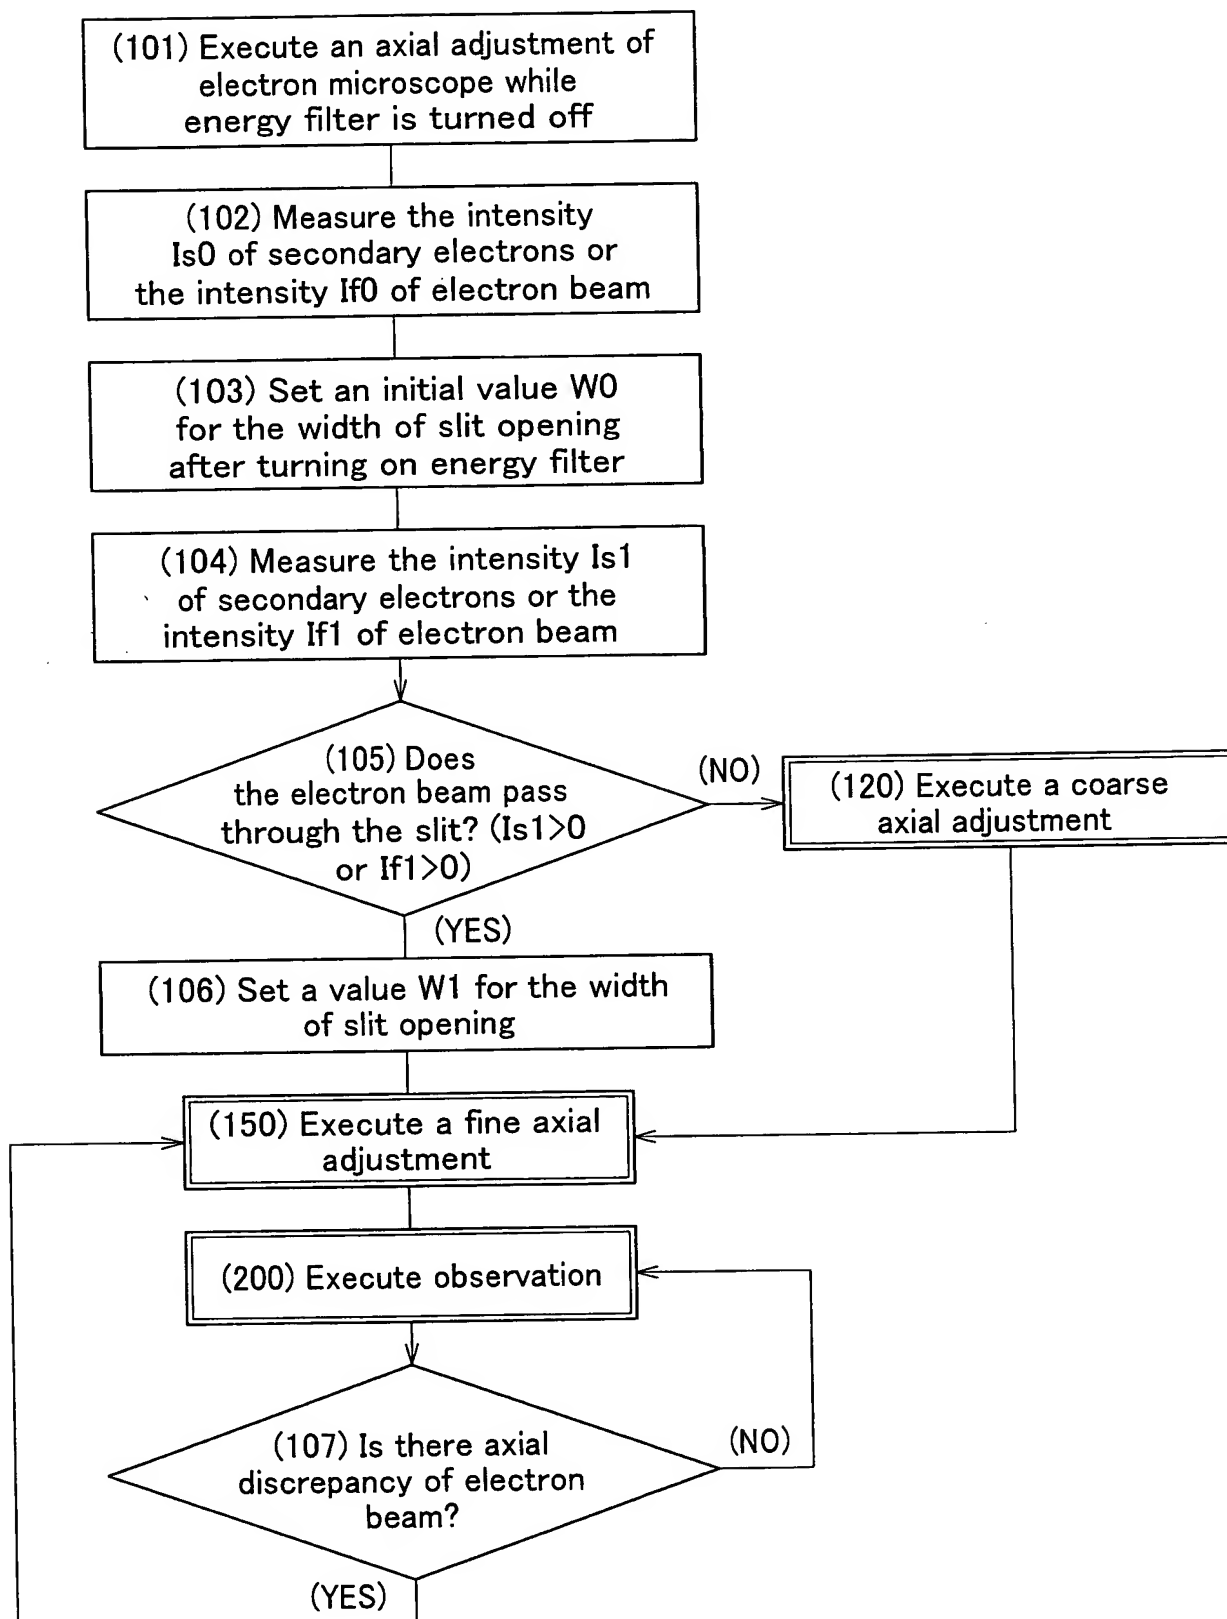 (101) Execute an axial adjustment of
electron microscope while
energy filter is turned off
(102) Measure the intensity
Is0 of secondary electrons or
the intensity If0 of electron beam
(103) Set an initial value W0
for the width of slit opening
after turning on energy filter
(104) Measure the intensity Is1
of secondary electrons or the
intensity If1 of electron beam
(105) Does
the electron beam pass
through the slit? (Is1>0
or If1>0)
(NO)
(120) Execute a coarse
axial adjustment
(YES)
(106) Set a value W1 for the width
of slit opening
(150) Execute a fine axial
adjustment
(200) Execute observation
(107) Is there axial
discrepancy of electron
beam?
(NO)
(YES)